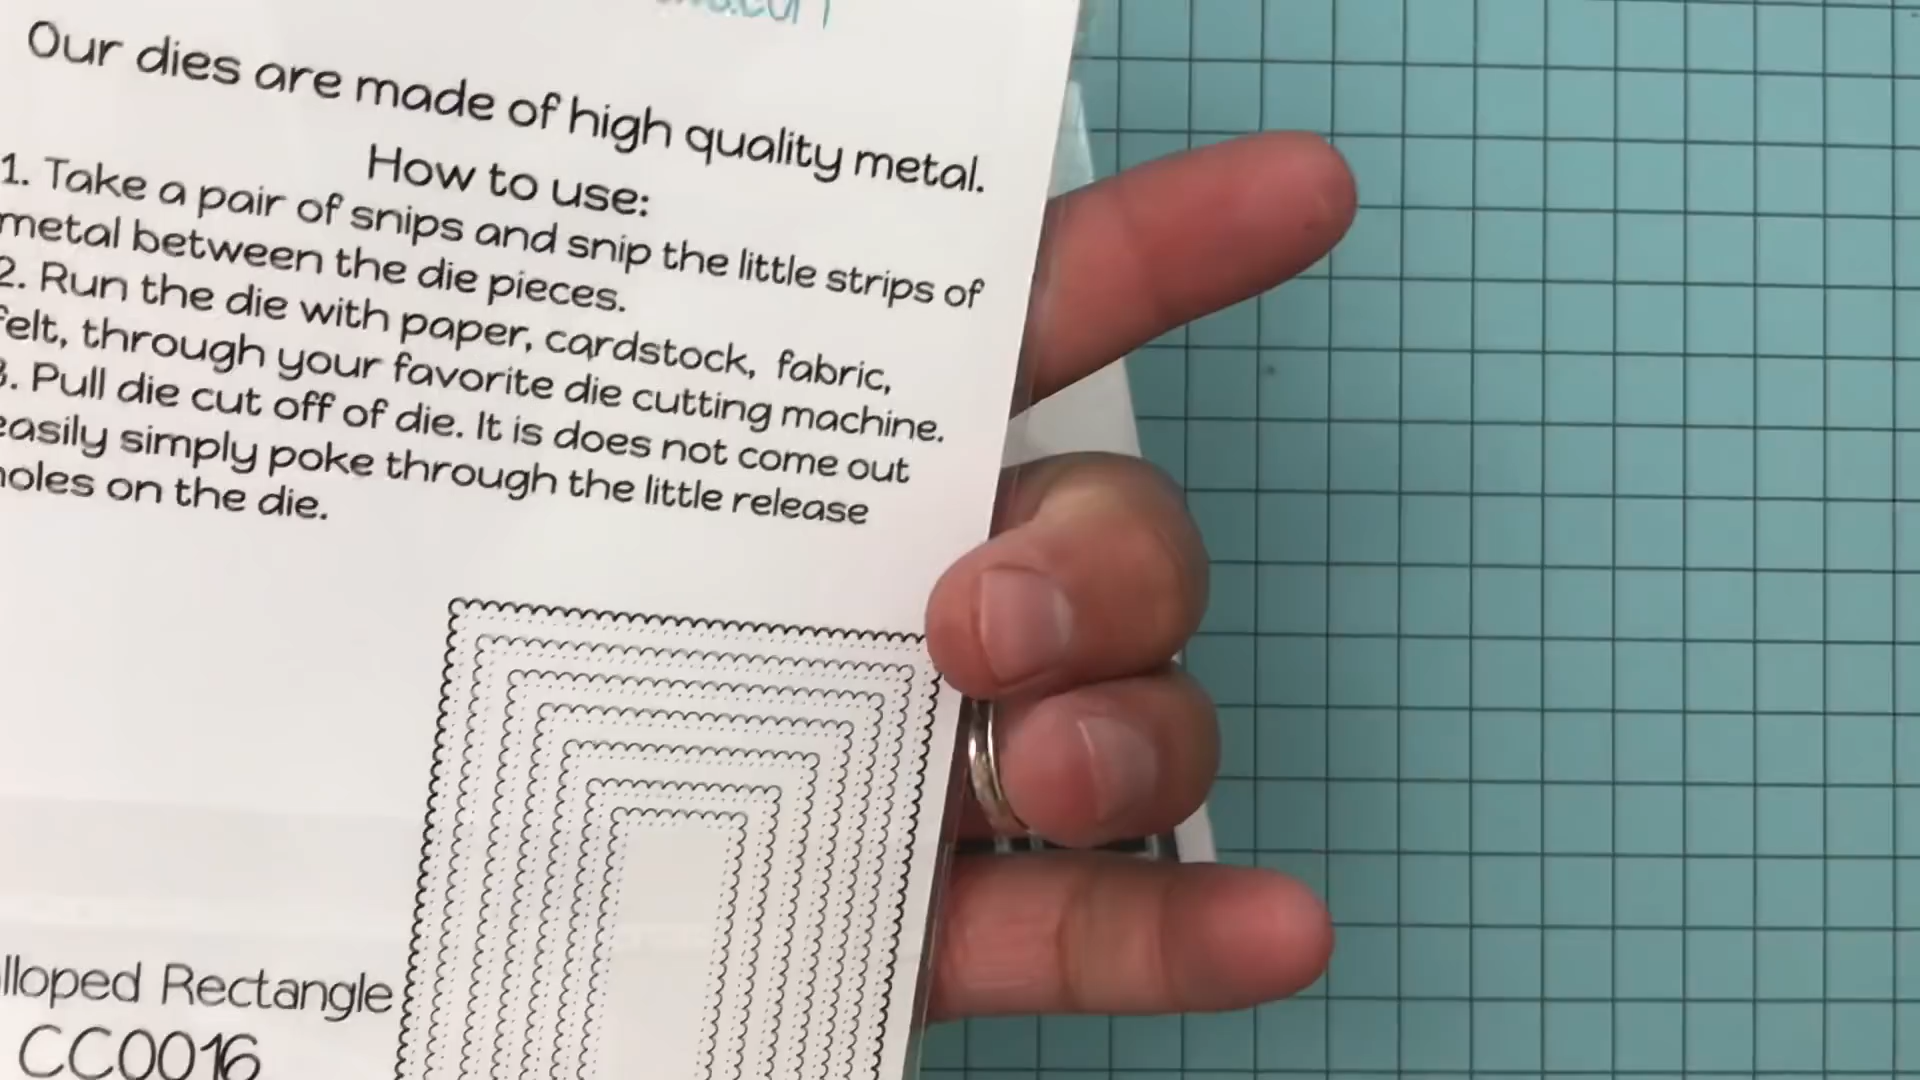 Our dies are made of high quality metal.
How to use:
1. Take a pair of snips and snip the little strips of
metal between the die pieces.
2. Run the die with paper, cardstock, fabric,
felt, through your favorite die cutting machine.
3. Pull die cut off of die. It is does not come out
easily simply poke through the little release
holes on the die.
lloped Rectangle
CC0016